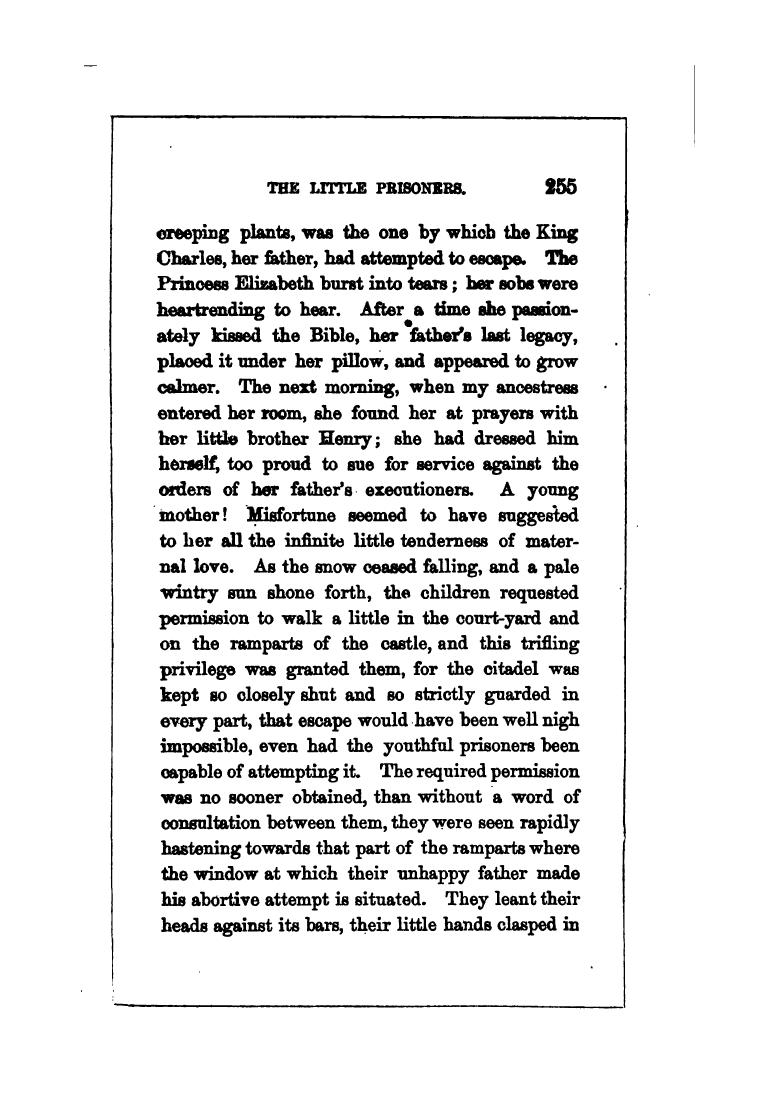 THE LITTLE PRISONERS. 255
creeping plants, was the one by which the King
Charles, her father, had attempted to escape. The
Princess Elizabeth burst into tears; her sobs were
heartrending to hear. After a time she passion-
ately kissed the Bible, her father's last legacy,
placed it under her pillow, and appeared to grow
calmer. The next morning, when my ancestress
entered her room, she found her at prayers with
her little brother Henry; she had dressed him
herself, too proud to sue for service against the
orders of her father's executioners. A young
mother! Misfortune seemed to have suggested
to her all the infinite little tenderness of mater-
nal love. As the snow ceased falling, and a pale
wintry sun shone forth, the children requested
permission to walk a little in the court-yard and
on the ramparts of the castle, and this trifling
privilege was granted them, for the citadel was
kept so closely shut and so strictly guarded in
every part, that escape would have been well nigh
impossible, even had the youthful prisoners been
capable of attempting it. The required permission
was no sooner obtained, than without a word of
consultation between them, they were seen rapidly
hastening towards that part of the ramparts where
the window at which their unhappy father made
his abortive attempt is situated. They leant their
heads against its bars, their little hands clasped in